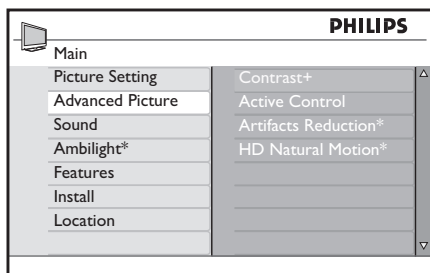 PHILIPS
Main
Picture Setting
Advanced Picture
Sound
Ambilight*
Features
Install
Location
Contrast+
Active Control
Artifacts Reduction*
HD Natural Motion*